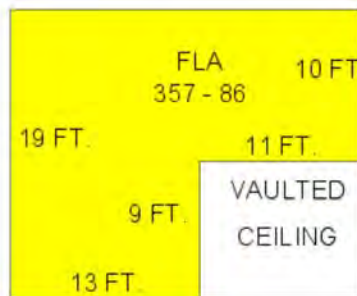 FLA
10 FT
357 - 86
19 FT.
11 FT.
VAULTED
9 FT.
CEILING
13 FT.